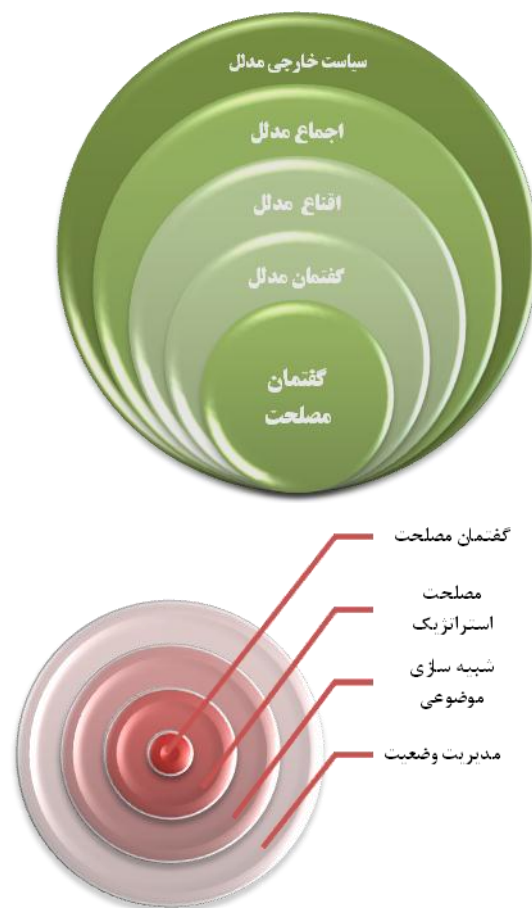 سیاست خارجی مدلل
اجماع مدلل
اقناع مدلل
گفتمان مدلل
گفتمان
مصلحت
گفتمان مصلحت
مصلحت
استراتژیک
شبیه سازی
موضوعی
مدیریت وضعیت